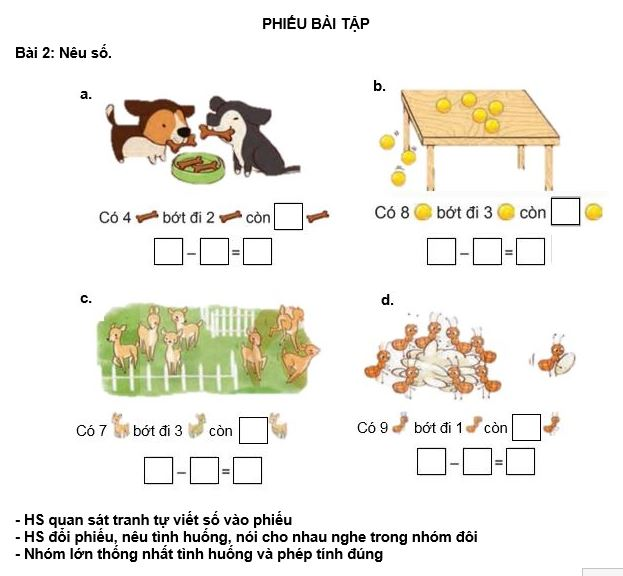 PHIẾU BÀI TẬP
Bài 2: Nêu số.
a.
b.
Có 4 bớt đi 2 còn
Có 8 bớt đi 3 còn
– =
– =
c.
d.
Có 7 bớt đi 3 còn
Có 9 bớt đi 1 còn
– =
– =
- HS quan sát tranh tự viết số vào phiếu
- HS đổi phiếu, nêu tình huống, nói cho nhau nghe trong nhóm đôi
- Nhóm lớn thống nhất tình huống và phép tính đúng